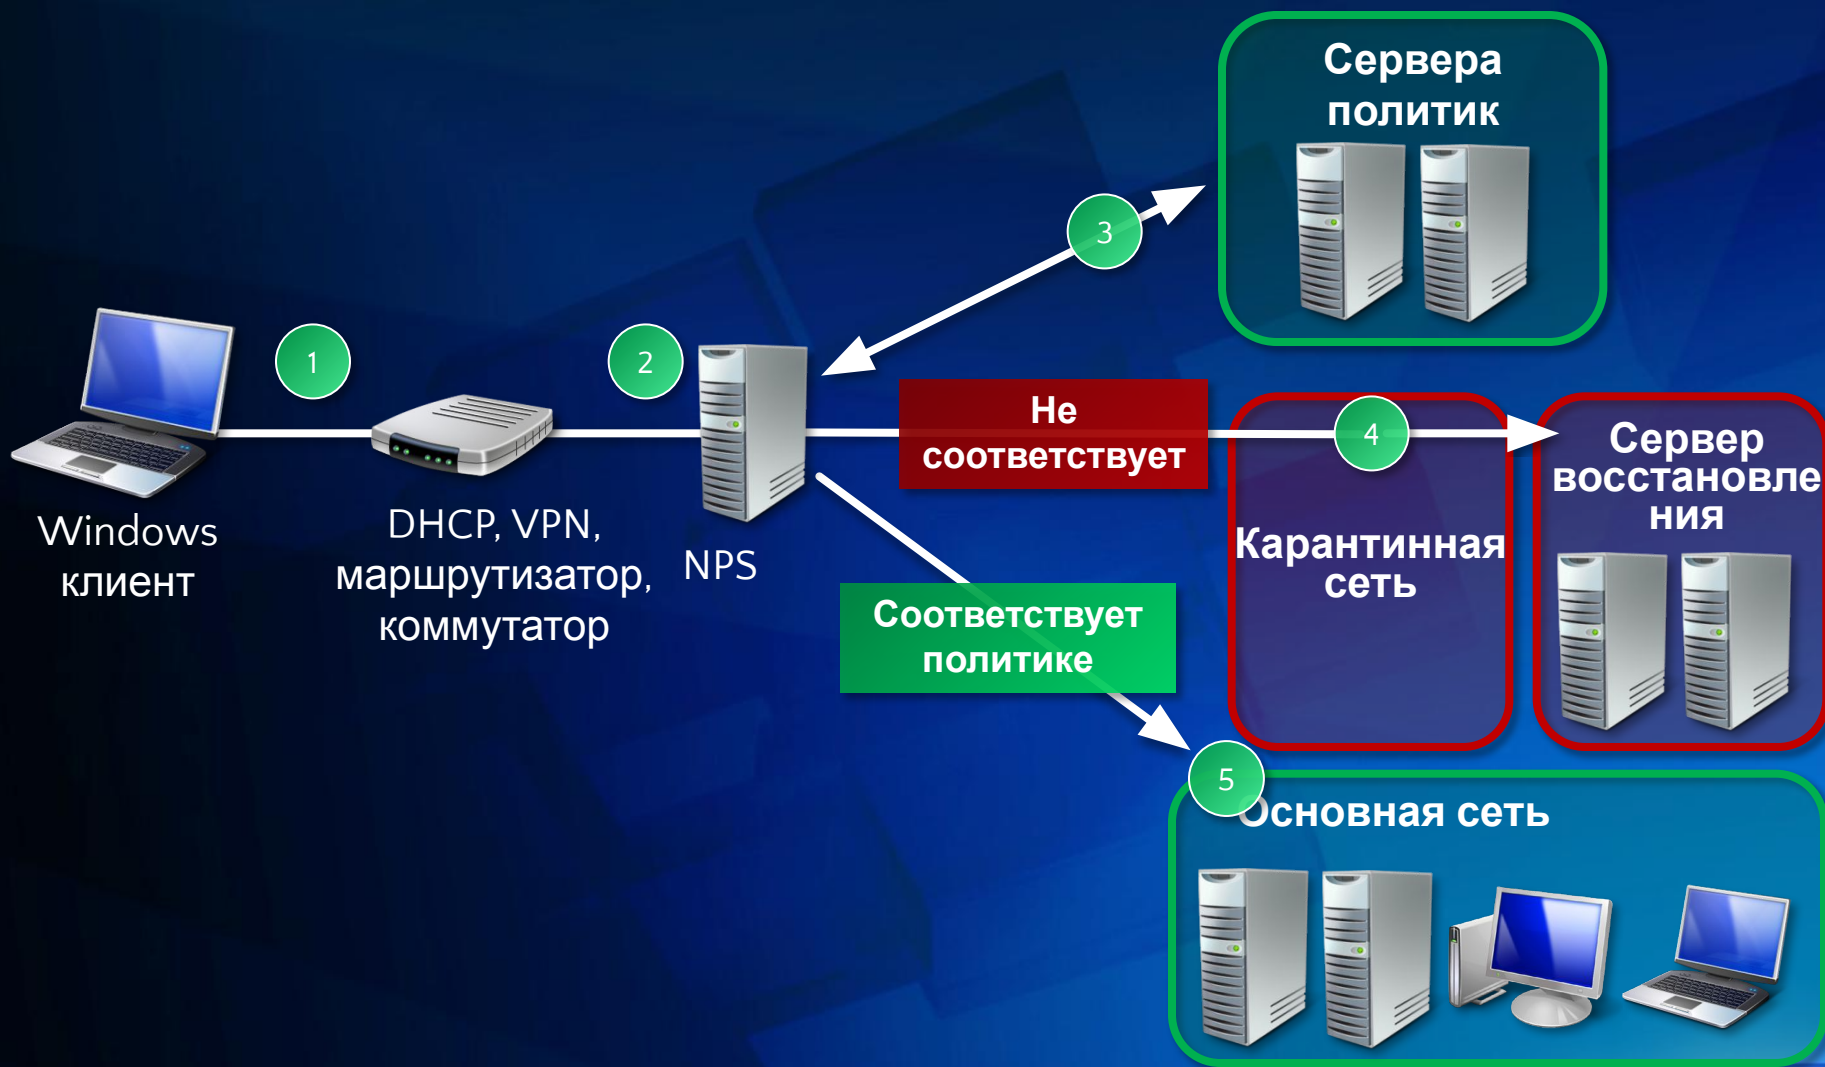 Сервера
политик
3
1
2
Не
соответствует
4
Сервер
восстановле
ния
Карантинная
сеть
Windows
клиент
DHCP, VPN,
маршрутизатор,
коммутатор
NPS
Соответствует
политике
5
Основная сеть